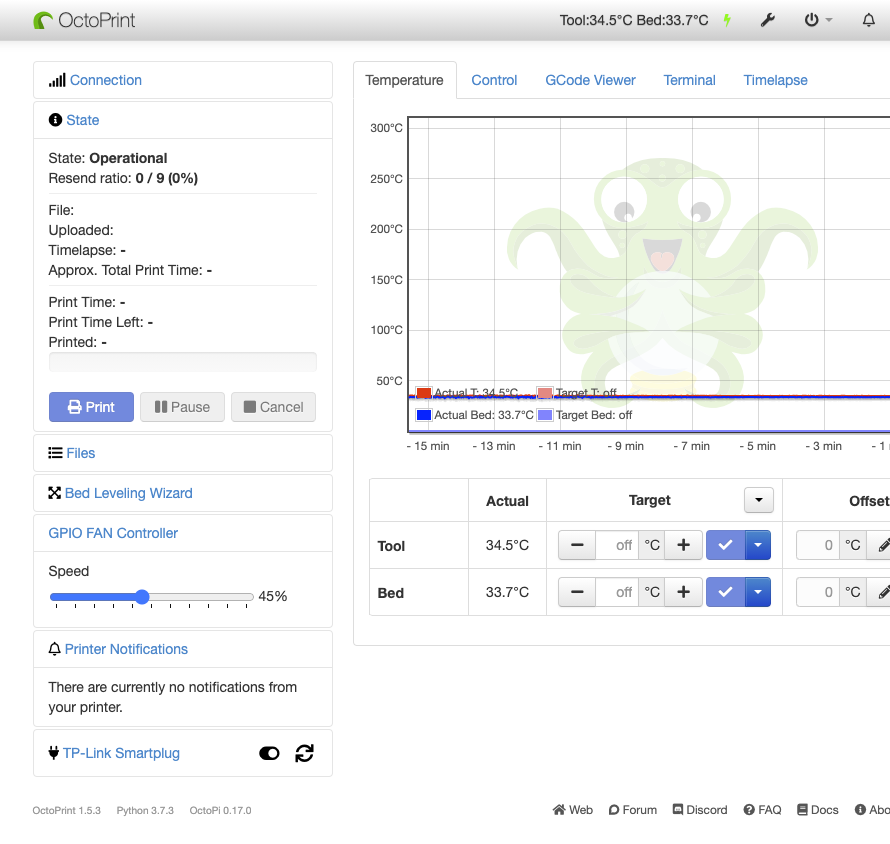 OctoPrint
Tool:34.5°C Bed:33.7°C
Connection
State
State: Operational
Resend ratio: 0 / 9 (0%)
File:
Uploaded:
Timelapse: -
Approx. Total Print Time: -
Print Time: -
Print Time Left: -
Printed: -
Print Pause Cancel
Files
Bed Leveling Wizard
GPIO FAN Controller
Speed
45%
Printer Notifications
There are currently no notifications from
your printer.
TP-Link Smartplug
Temperature Control GCode Viewer Terminal Timelapse
300°C
250°C
200°C
150°C
100°C
50°C
Actual T: 34.5°C Target T: off
Actual Bed: 33.7°C Target Bed: off
- 15 min - 13 min - 11 min - 9 min - 7 min - 5 min - 3 min - 1
Actual Target Offset
Tool 34.5°C off °C 0 °C
Bed 33.7°C off °C 0 °C
OctoPrint 1.5.3 Python 3.7.3 OctoPi 0.17.0
Web Forum Discord FAQ Docs Abo